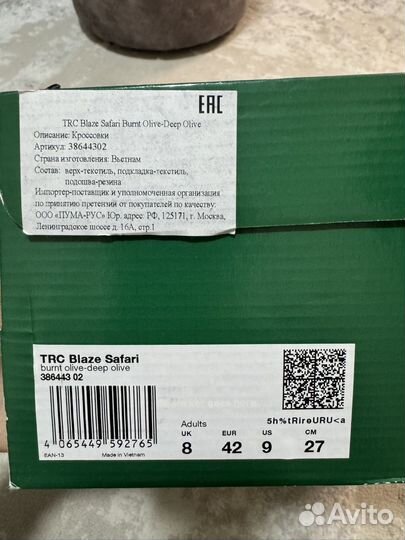 EAC
TRC Blaze Safari Burnt Olive-Deep Olive
Описание: Кроссовки
Артикул: 38644302
Страна изготовления: Вьетнам
Состав: верх-текстиль, подкладка-текстиль,
подошва-резина
Импортер-поставщик и уполномоченная организация
по принятию претензий от покупателей по качеству:
ООО «ПУМА-РУС» Юр. адрес: РФ, 125171, г. Москва,
Ленинградское шоссе д. 16А, стр.1
TRC Blaze Safari
burnt olive-deep olive
386443 02
5h%tRireURU<a
Adults
UK EUR US CM
8 42 9 27
4 065449 592765
EAN-13 Made in Vietnam
Avito